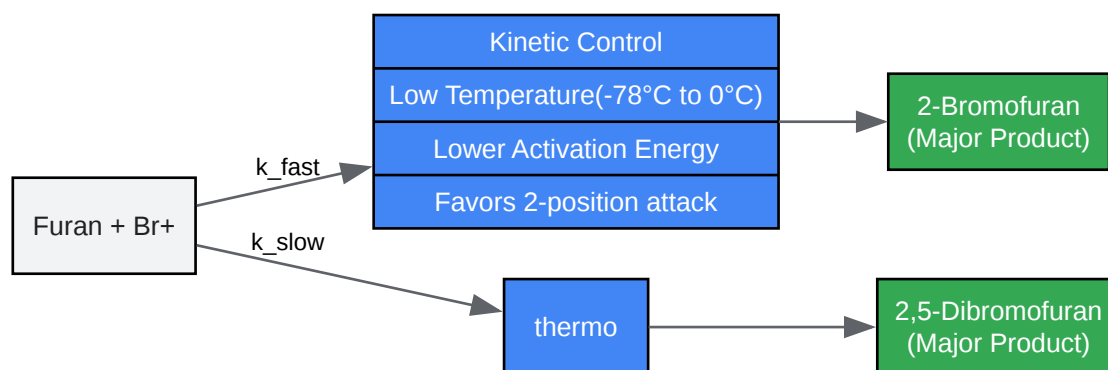 Kinetic Control
Low Temperature(-78°C to 0°C)
Lower Activation Energy
Favors 2-position attack
2-Bromofuran
(Major Product)
k_fast
Furan + Br+
k_slow
thermo
2,5-Dibromofuran
(Major Product)